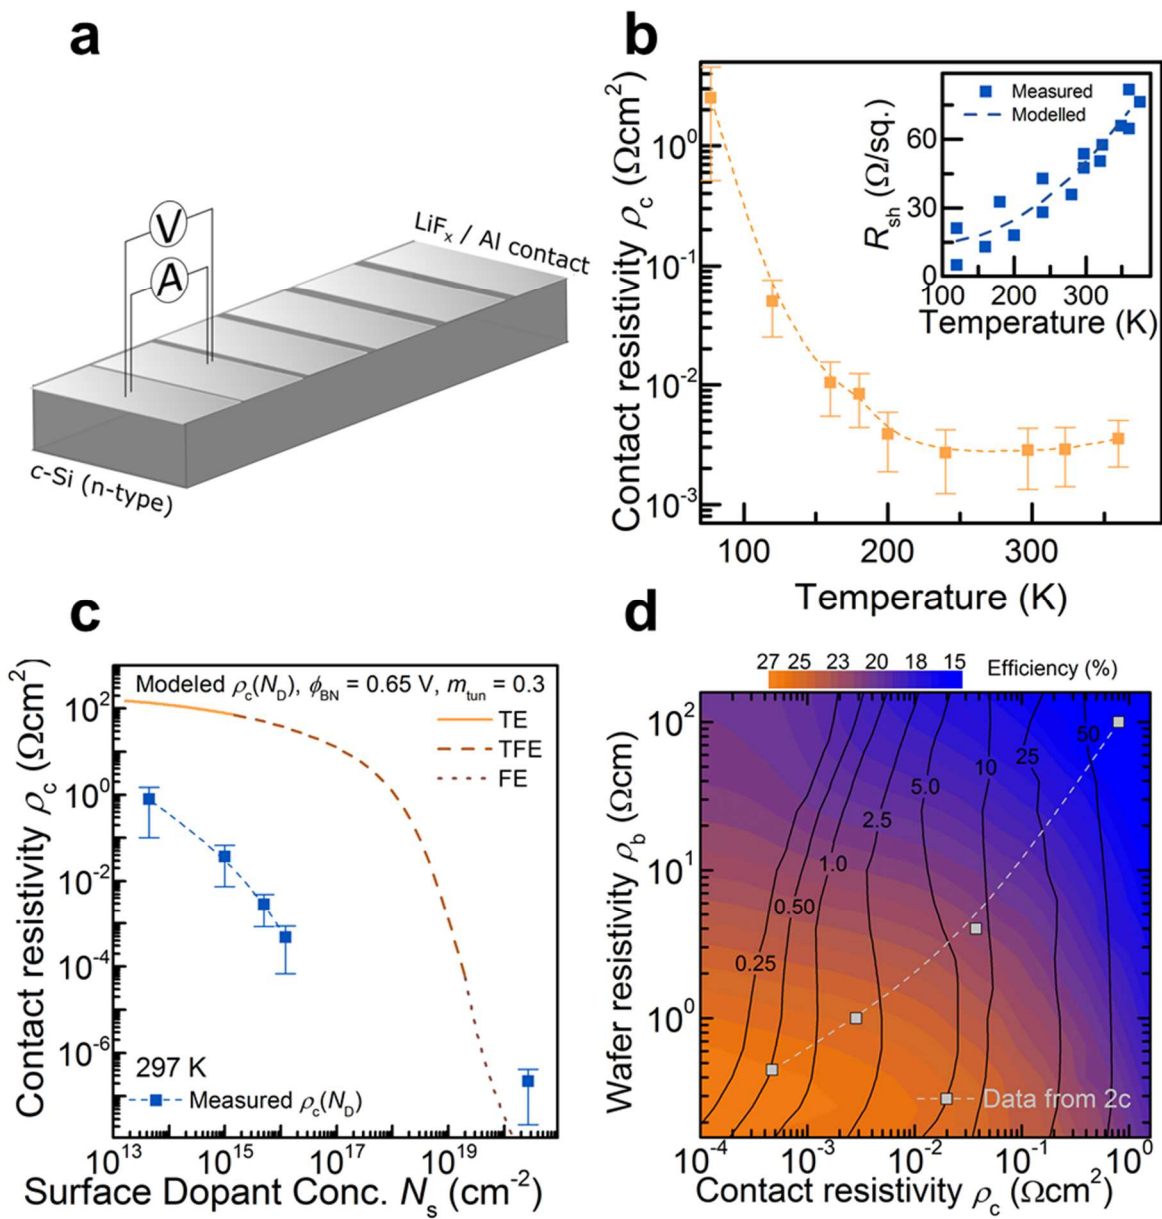 a
V
A
LiFₓ / Al contact
c-Si (n-type)
b
Contact resistivity ρc (Ωcm²)
10⁰
10⁻¹
10⁻²
10⁻³
100
200
300
Temperature (K)
Measured
Modelled
Rsh (Ω/sq.)
60
30
0
100
200
300
Temperature (K)
c
Contact resistivity ρc (Ωcm²)
10²
10⁰
10⁻²
10⁻⁴
10⁻⁶
Modeled ρc(ND), ϕBN = 0.65 V, mtun = 0.3
TE
TFE
FE
297 K
Measured ρc(ND)
10¹³
10¹⁵
10¹⁷
10¹⁹
Surface Dopant Conc. Ns (cm⁻²)
d
27 25 23 20 18 15 Efficiency (%)
Wafer resistivity ρb (Ωcm)
10²
10¹
10⁰
50
25
10
5.0
2.5
1.0
0.50
0.25
Data from 2c
10⁻⁴
10⁻³
10⁻²
10⁻¹
10⁰
Contact resistivity ρc (Ωcm²)